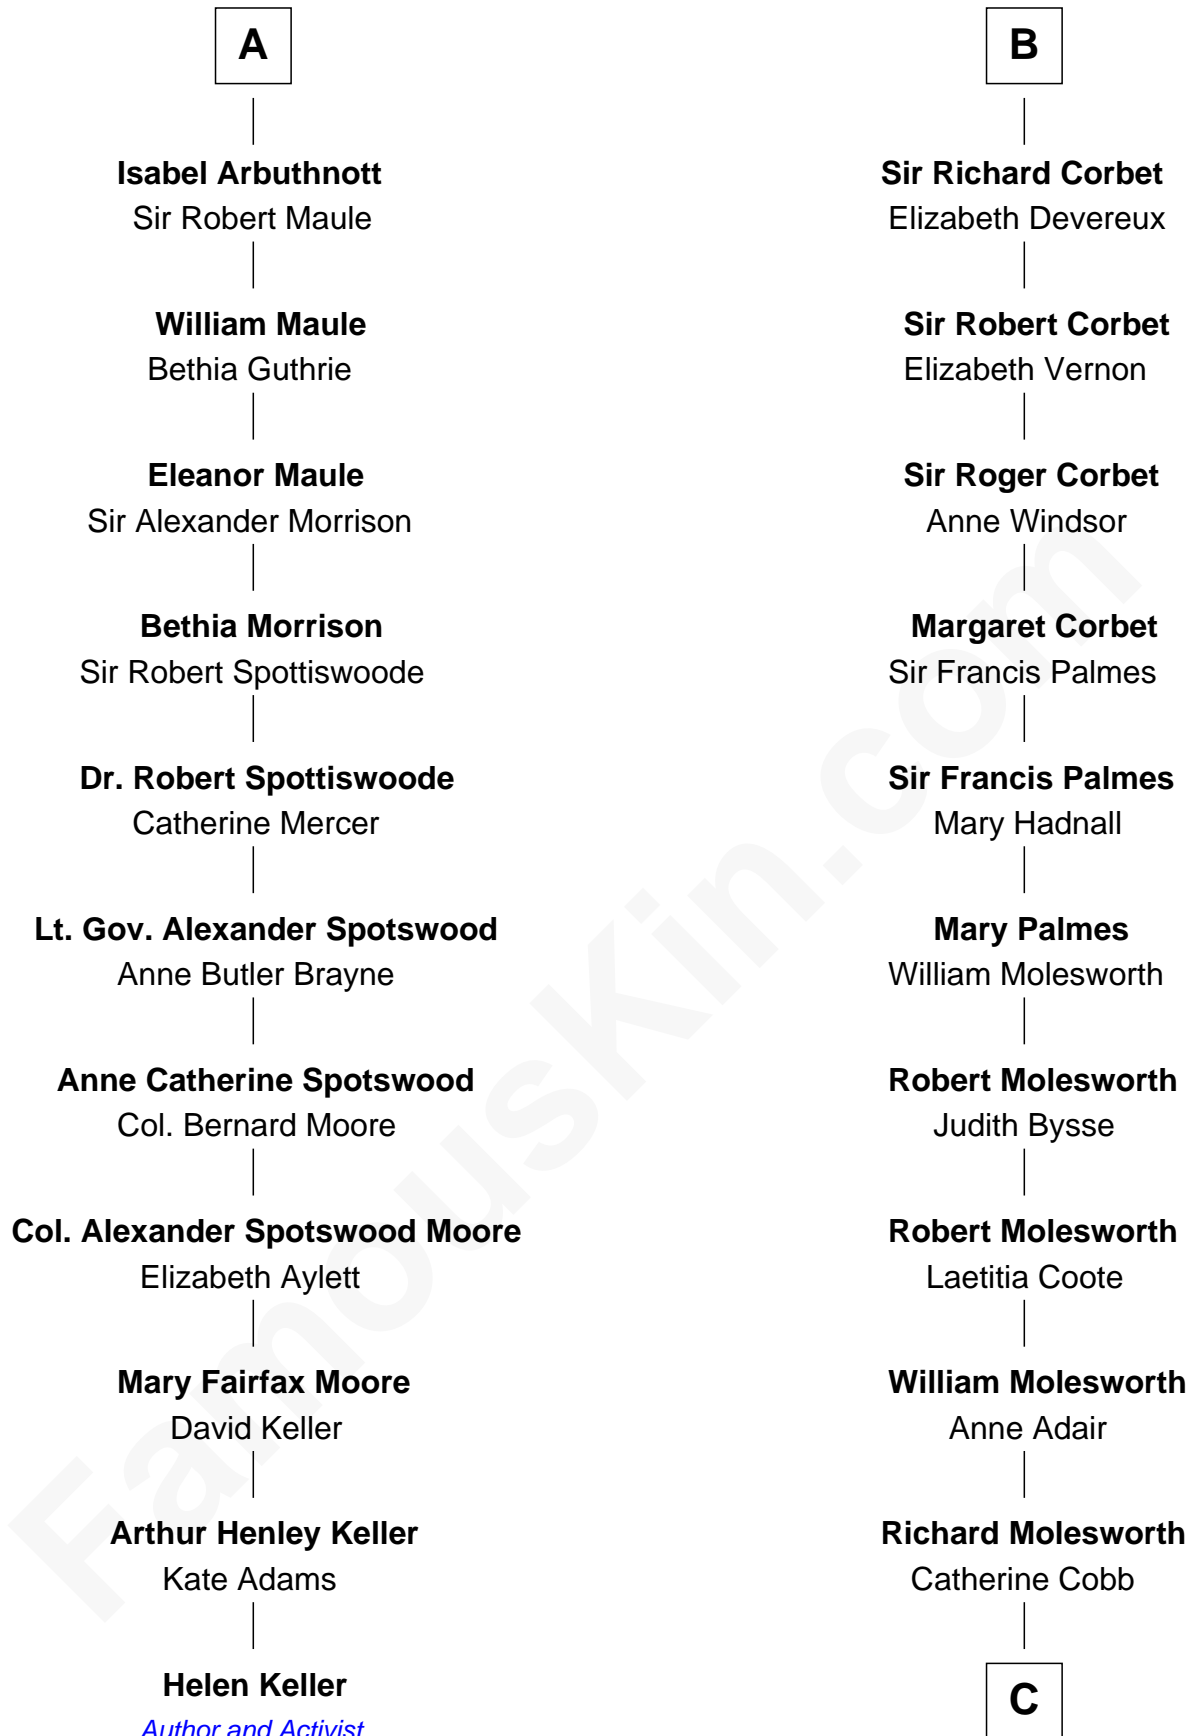 A
Isabel Arbuthnott
Sir Robert Maule
William Maule
Bethia Guthrie
Eleanor Maule
Sir Alexander Morrison
Bethia Morrison
Sir Robert Spottiswoode
Dr. Robert Spottiswoode
Catherine Mercer
Lt. Gov. Alexander Spotswood
Anne Butler Brayne
Anne Catherine Spotswood
Col. Bernard Moore
Col. Alexander Spotswood Moore
Elizabeth Aylett
Mary Fairfax Moore
David Keller
Arthur Henley Keller
Kate Adams
Helen Keller
Author and Activist
B
Sir Richard Corbet
Elizabeth Devereux
Sir Robert Corbet
Elizabeth Vernon
Sir Roger Corbet
Anne Windsor
Margaret Corbet
Sir Francis Palmes
Sir Francis Palmes
Mary Hadnall
Mary Palmes
William Molesworth
Robert Molesworth
Judith Bysse
Robert Molesworth
Laetitia Coote
William Molesworth
Anne Adair
Richard Molesworth
Catherine Cobb
C
FamousKin.com